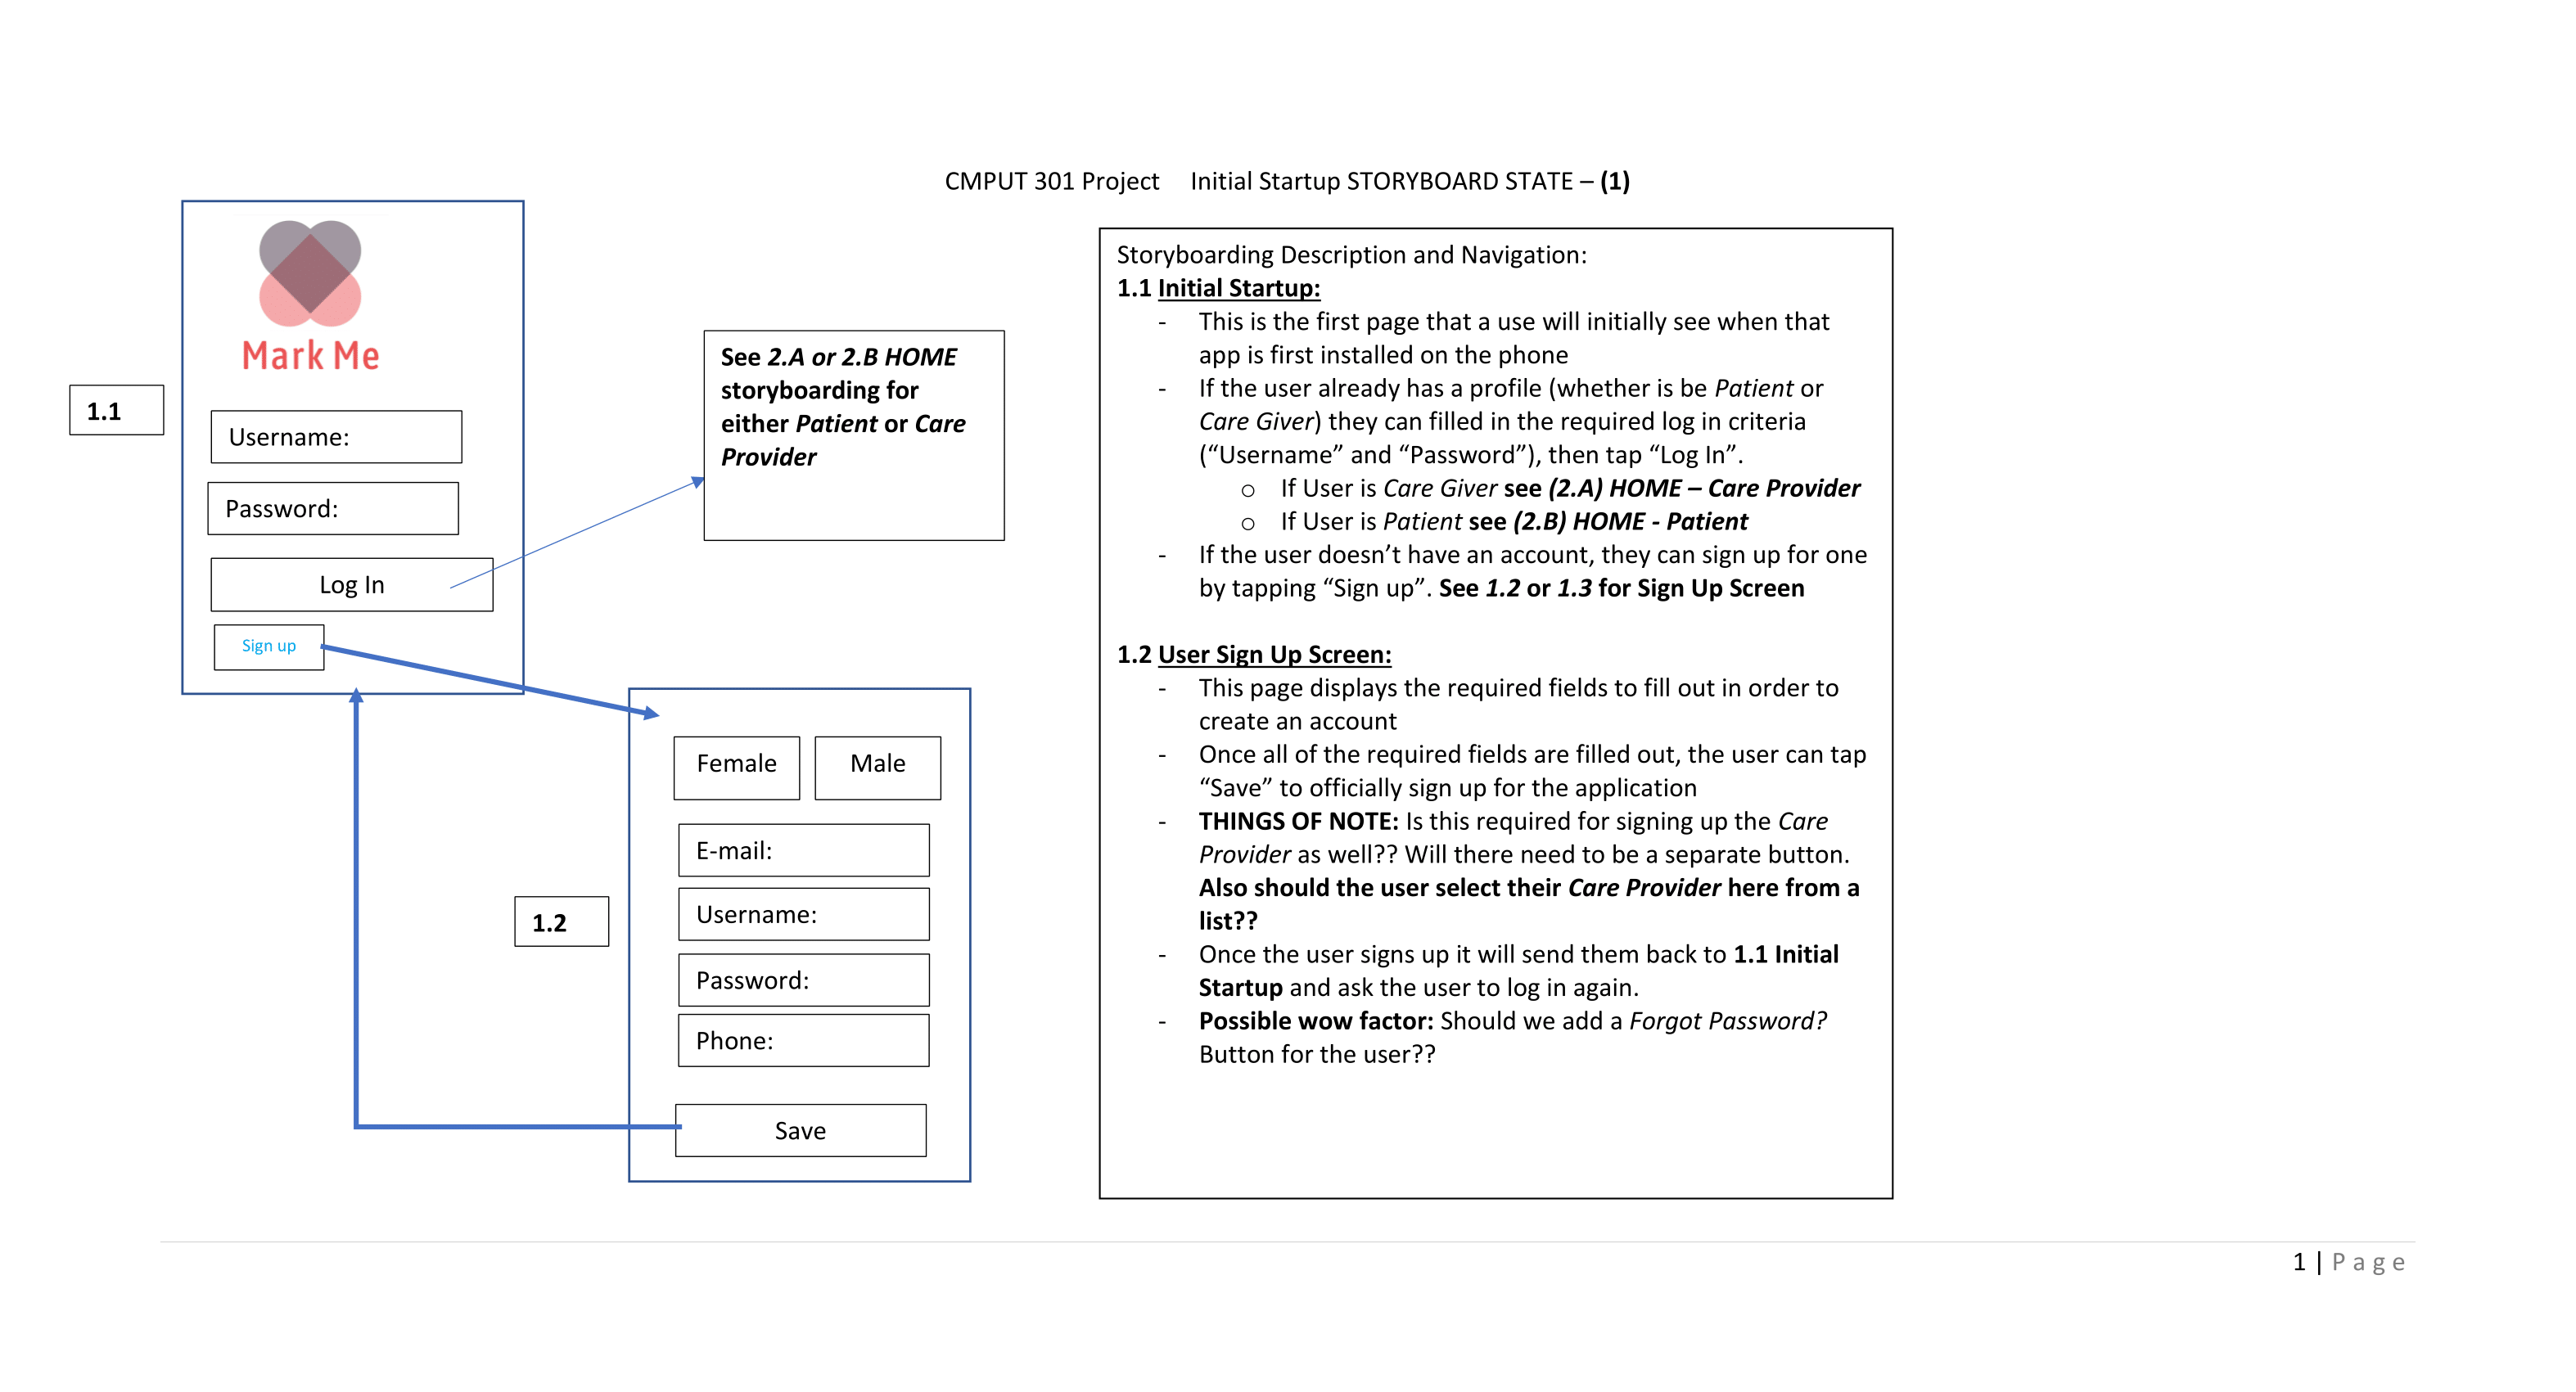 CMPUT 301 Project Initial Startup STORYBOARD STATE – (1)
Mark Me
1.1
Username:
Password:
Log In
Sign up
See 2.A or 2.B HOME
storyboarding for
either Patient or Care
Provider
1.2
Female Male
E-mail:
Username:
Password:
Phone:
Save
Storyboarding Description and Navigation:
1.1 Initial Startup:
- This is the first page that a use will initially see when that
app is first installed on the phone
- If the user already has a profile (whether is be Patient or
Care Giver) they can filled in the required log in criteria
(“Username” and “Password”), then tap “Log In”.
o If User is Care Giver see (2.A) HOME – Care Provider
o If User is Patient see (2.B) HOME - Patient
- If the user doesn’t have an account, they can sign up for one
by tapping “Sign up”. See 1.2 or 1.3 for Sign Up Screen
1.2 User Sign Up Screen:
- This page displays the required fields to fill out in order to
create an account
- Once all of the required fields are filled out, the user can tap
“Save” to officially sign up for the application
- THINGS OF NOTE: Is this required for signing up the Care
Provider as well?? Will there need to be a separate button.
Also should the user select their Care Provider here from a
list??
- Once the user signs up it will send them back to 1.1 Initial
Startup and ask the user to log in again.
- Possible wow factor: Should we add a Forgot Password?
Button for the user??
1 | Page